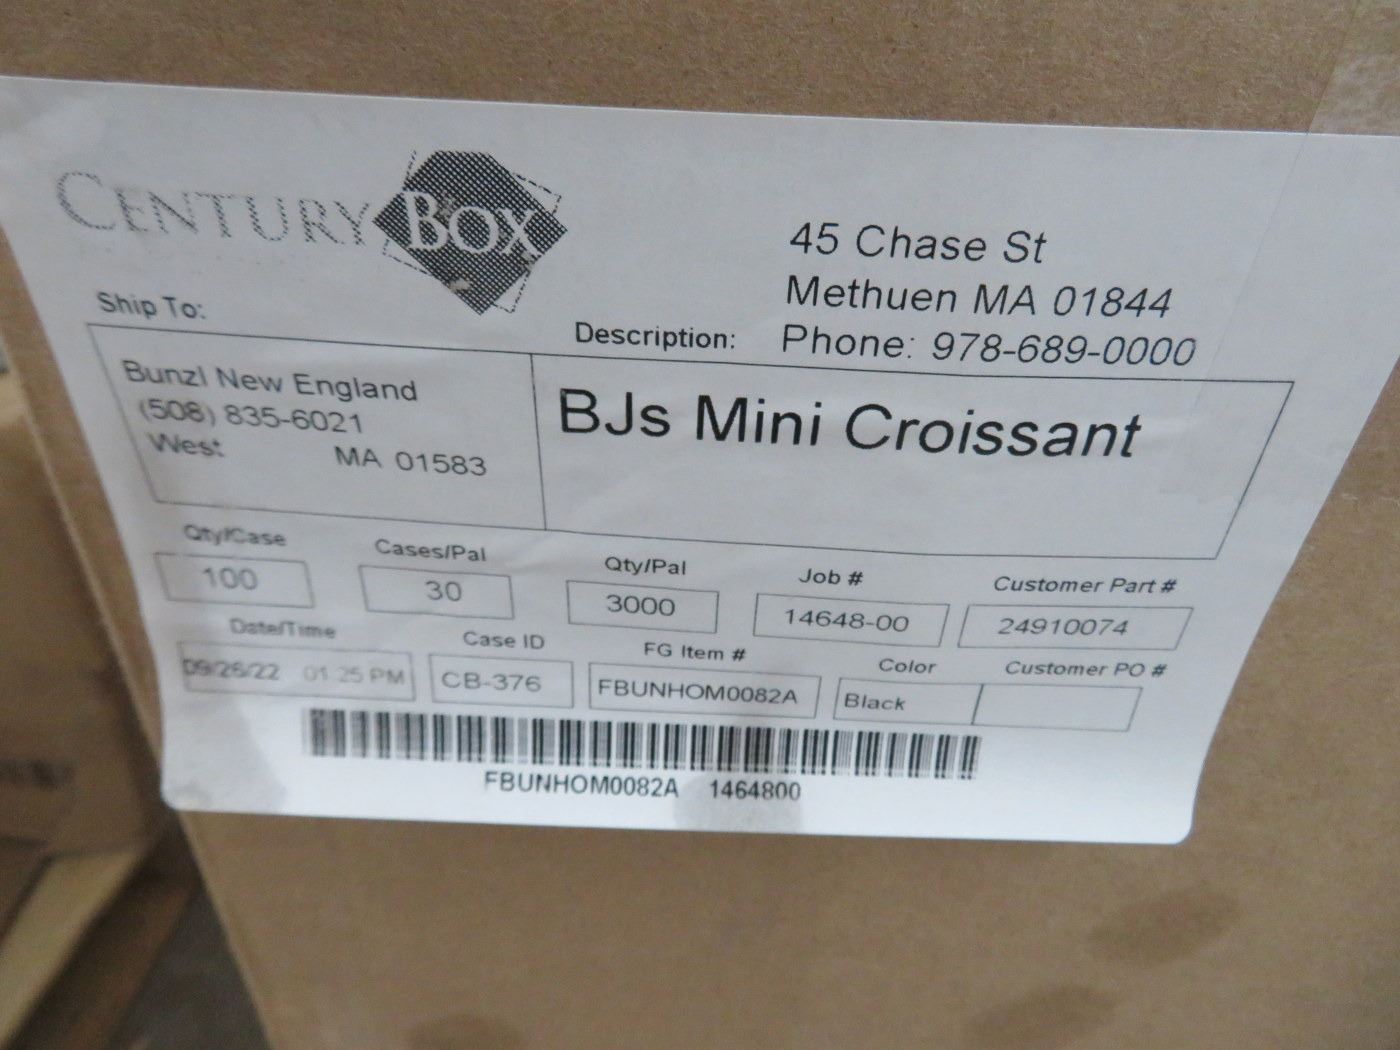 CENTURY BOX
45 Chase St
Methuen MA 01844
Phone: 978-689-0000
Ship To:
Description:
Bunzl New England
(508) 835-6021
West MA 01583
BJs Mini Croissant
Qty/Case Cases/Pal Qty/Pal Job # Customer Part #
100 30 3000 14648-00 24910074
Date/Time Case ID FG Item # Color Customer PO #
09/26/22 01:25 PM CB-376 FBUNHOM0082A Black
FBUNHOM0082A 1464800